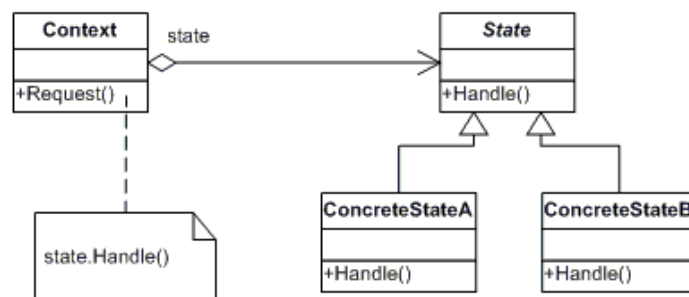 Context
state
State
+Request()
+Handle()
ConcreteStateA
ConcreteStateB
state.Handle()
+Handle()
+Handle()